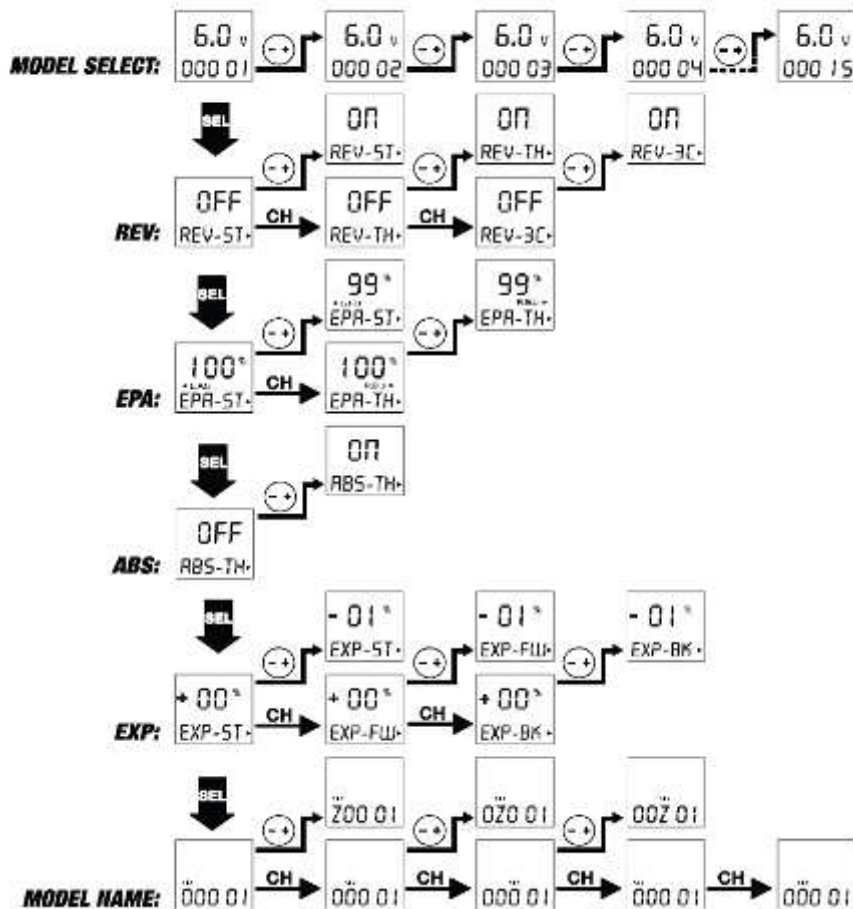 6.0 v 6.0 v 6.0 v 6.0 v 6.0 v
MODEL SELECT: 000 01 - + 000 02 - + 000 03 - + 000 04 - + 000 15
SEL
ON ON ON
- + REV-ST - + REV-TH - + REV-3C
OFF OFF OFF
REV: REV-ST CH REV-TH CH REV-3C
SEL
99% 99%
- + EPA-ST - + EPA-TH
100% 100%
EPA: EPA-ST CH EPA-TH
SEL
ON
- + ABS-TH
OFF
ABS: ABS-TH
SEL
- 01% - 01% - 01%
- + EXP-ST - + EXP-FW - + EXP-BK
+ 00% + 00% + 00%
EXP: EXP-ST CH EXP-FW CH EXP-BK
SEL
- + Z00 01 - + 0Z0 01 - + 00Z 01
MODEL NAME: 000 01 CH 000 01 CH 000 01 CH 000 01 CH 000 01